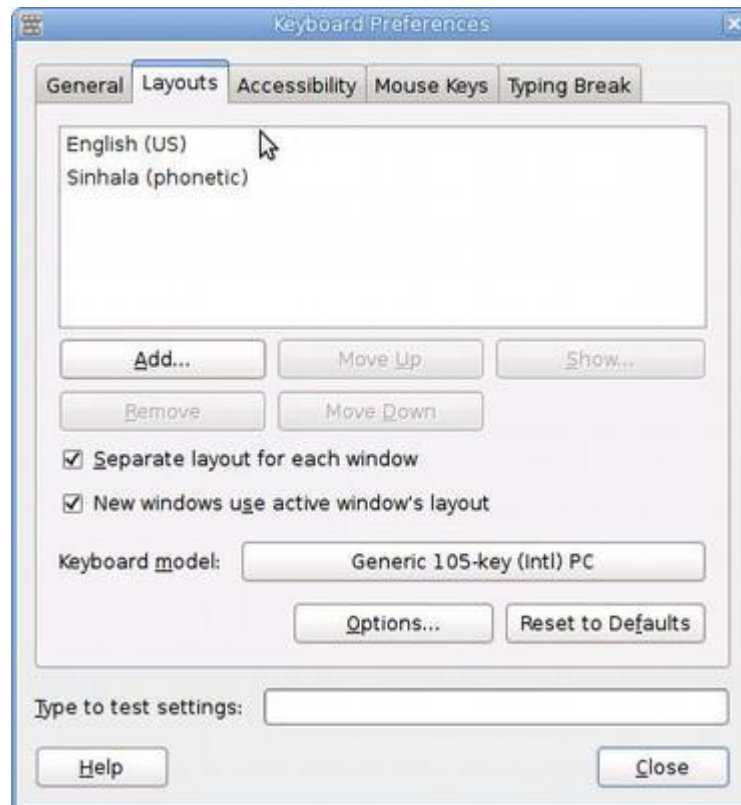 Keyboard Preferences
General Layouts Accessibility Mouse Keys Typing Break
English (US)
Sinhala (phonetic)
Add... Move Up Show...
Remove Move Down
Separate layout for each window
New windows use active window's layout
Keyboard model: Generic 105-key (Intl) PC
Options... Reset to Defaults
Type to test settings:
Help Close